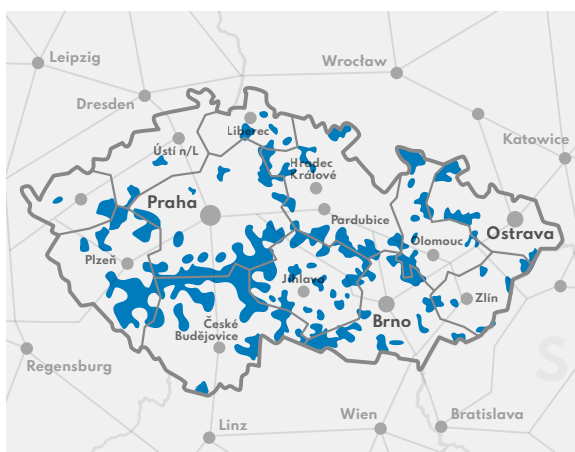 Leipzig
Wrocław
Dresden
Liberec
Ústí n/L
Katowice
Hradec
Králové
Praha
Pardubice
Ostrava
Olomouc
Plzeň
Jihlava
Zlín
Brno
České
Budějovice
S
Regensburg
Linz
Wien
Bratislava